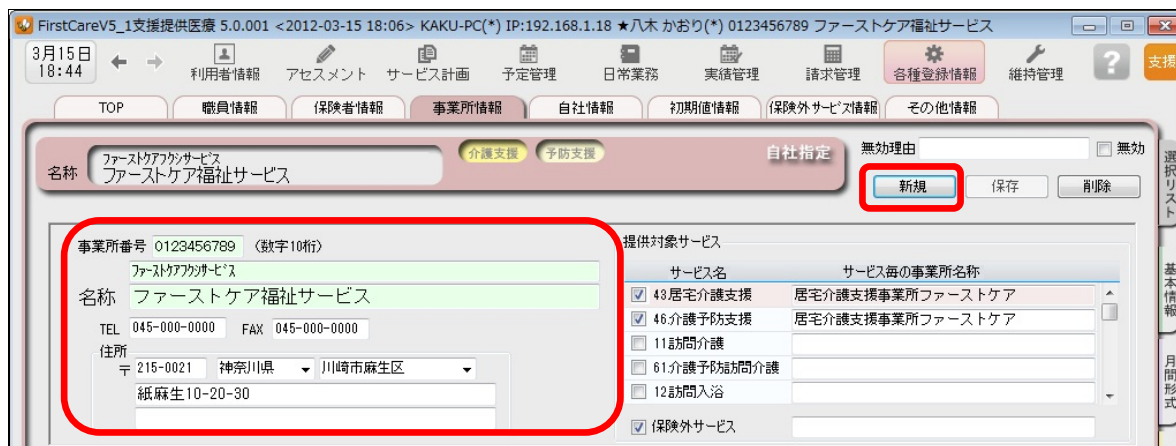 FirstCareV5_1支援提供医療 5.0.001 <2012-03-15 18:06> KAKU-PC(*) IP:192.168.1.18 ★八木 かおり(*) 0123456789 ファーストケア福祉サービス
3月15日
18:44
利用者情報 アセスメント サービス計画 予定管理 日常業務 実績管理 請求管理 各種登録情報 維持管理 ? 支援
TOP 職員情報 保険者情報 事業所情報 自社情報 初期値情報 保険外サービス情報 その他情報
名称
ファーストケアフクシサービス
ファーストケア福祉サービス
介護支援 予防支援
自社指定
無効理由 無効
新規 保存 削除
選択リスト
基本情報
月間形式
事業所番号 0123456789 (数字10桁)
ファーストケアフクシサービス
名称 ファーストケア福祉サービス
TEL 045-000-0000 FAX 045-000-0000
住所
〒 215-0021 神奈川県 川崎市麻生区
紙麻生10-20-30
提供対象サービス
サービス名 サービス毎の事業所名称
43居宅介護支援 居宅介護支援事業所ファーストケア
46.介護予防支援 居宅介護支援事業所ファーストケア
11訪問介護
61.介護予防訪問介護
12訪問入浴
保険外サービス